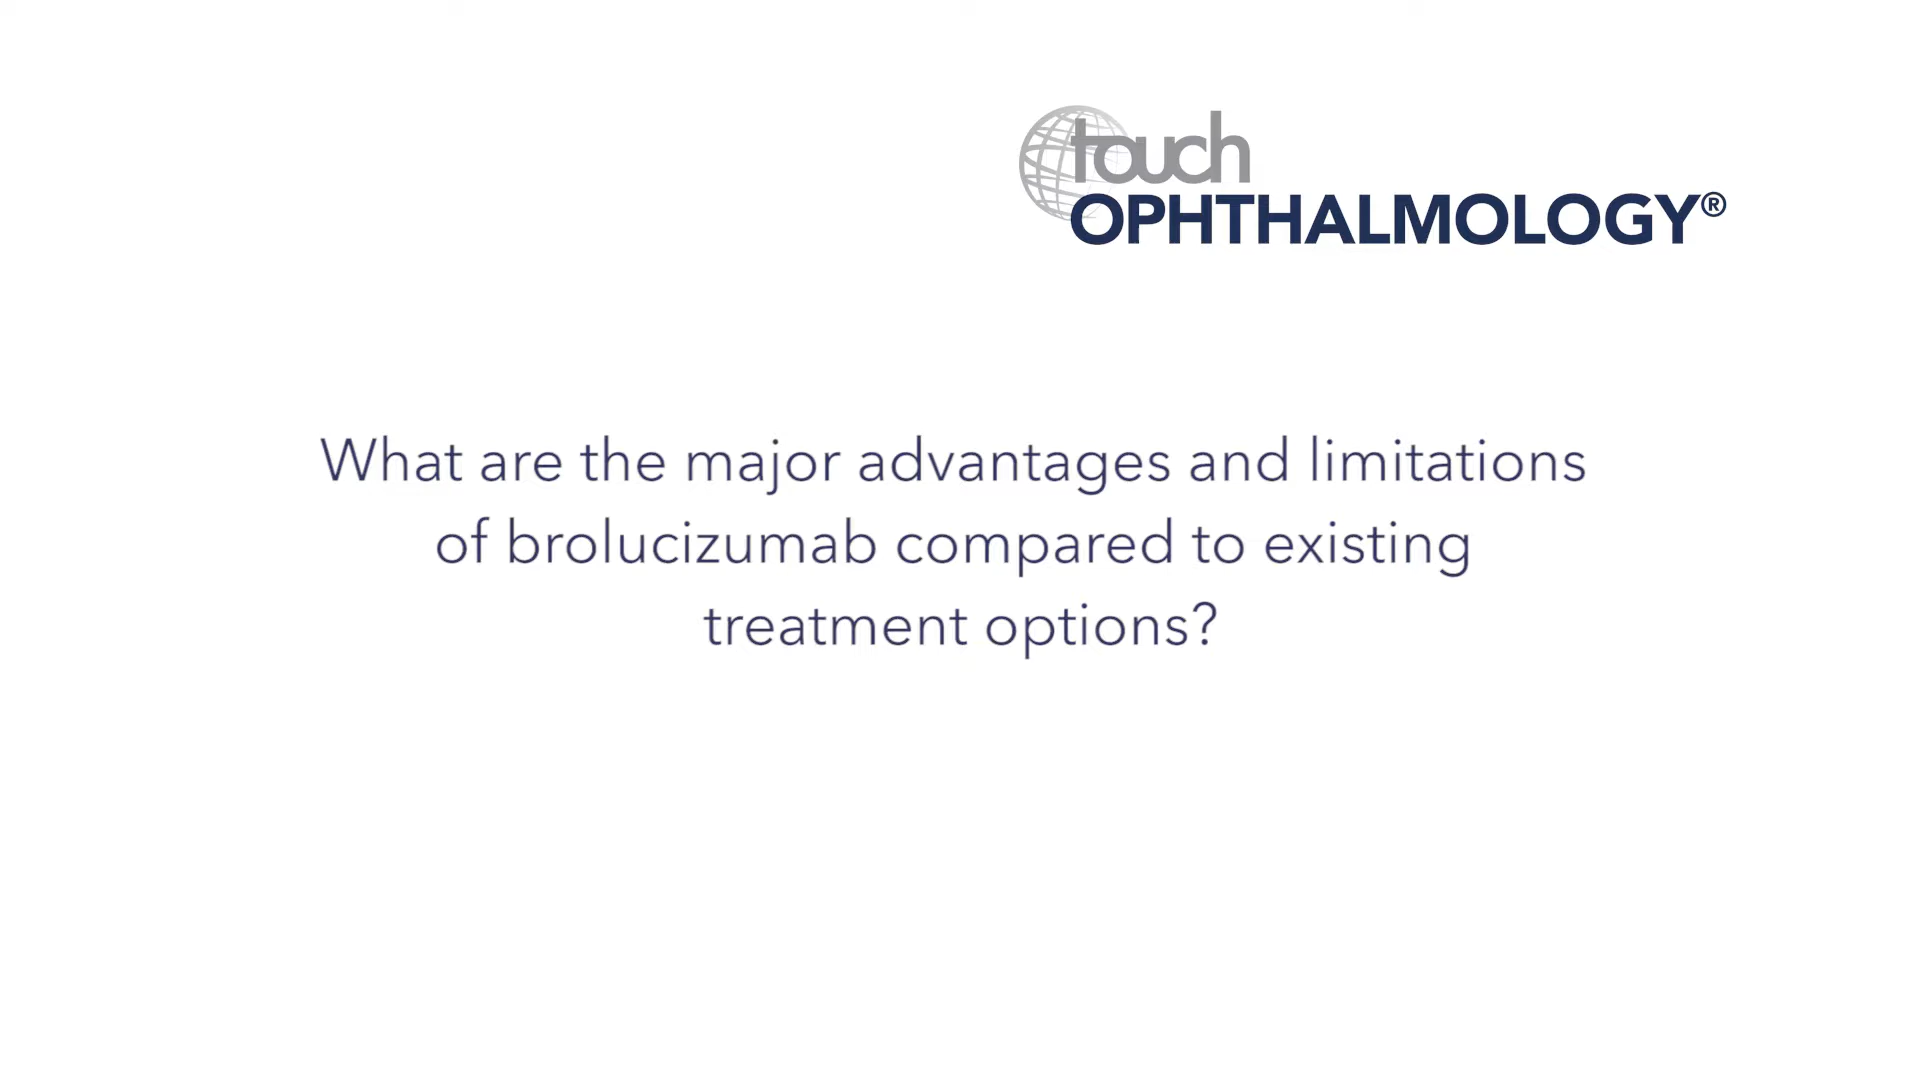 touch
OPHTHALMOLOGY®
What are the major advantages and limitations
of brolucizumab compared to existing
treatment options?